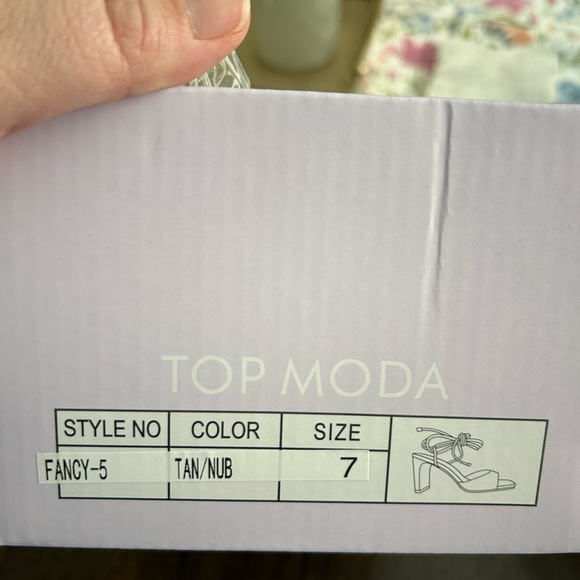 TOP MODA
STYLE NO COLOR SIZE
FANCY-5 TAN/NUB 7